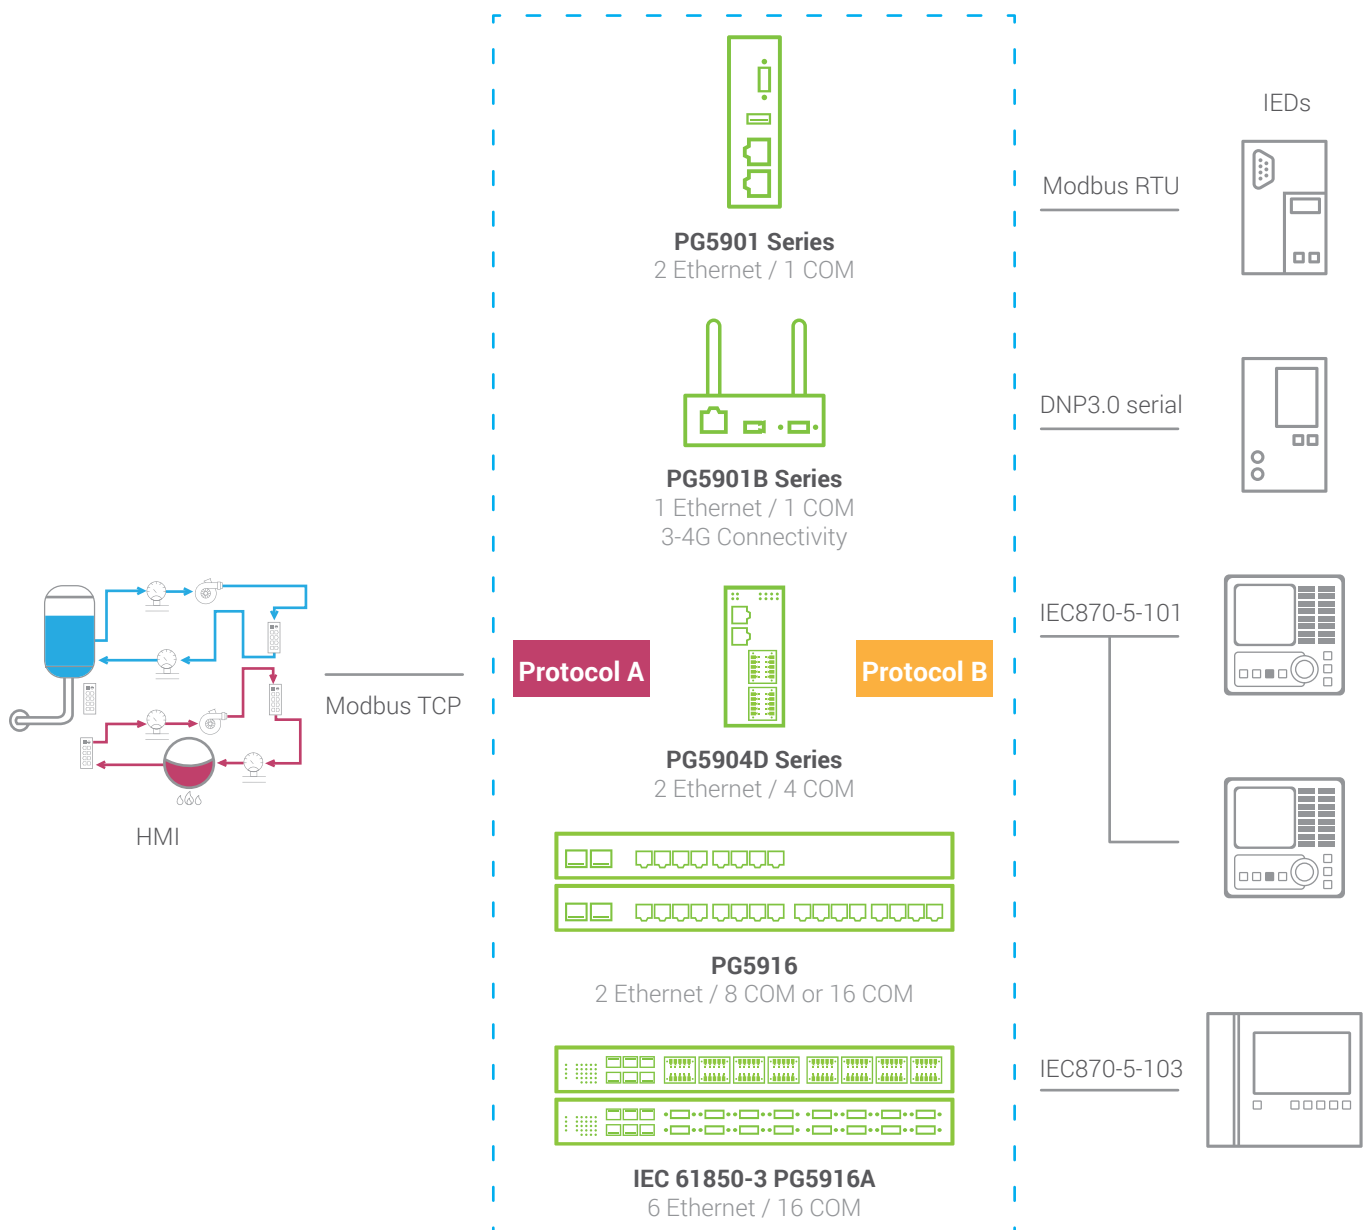 IEDs
Modbus RTU
PG5901 Series
2 Ethernet / 1 COM
DNP3.0 serial
PG5901B Series
1 Ethernet / 1 COM
3-4G Connectivity
IEC870-5-101
Protocol A
Protocol B
Modbus TCP
PG5904D Series
2 Ethernet / 4 COM
HMI
PG5916
2 Ethernet / 8 COM or 16 COM
IEC870-5-103
IEC 61850-3 PG5916A
6 Ethernet / 16 COM